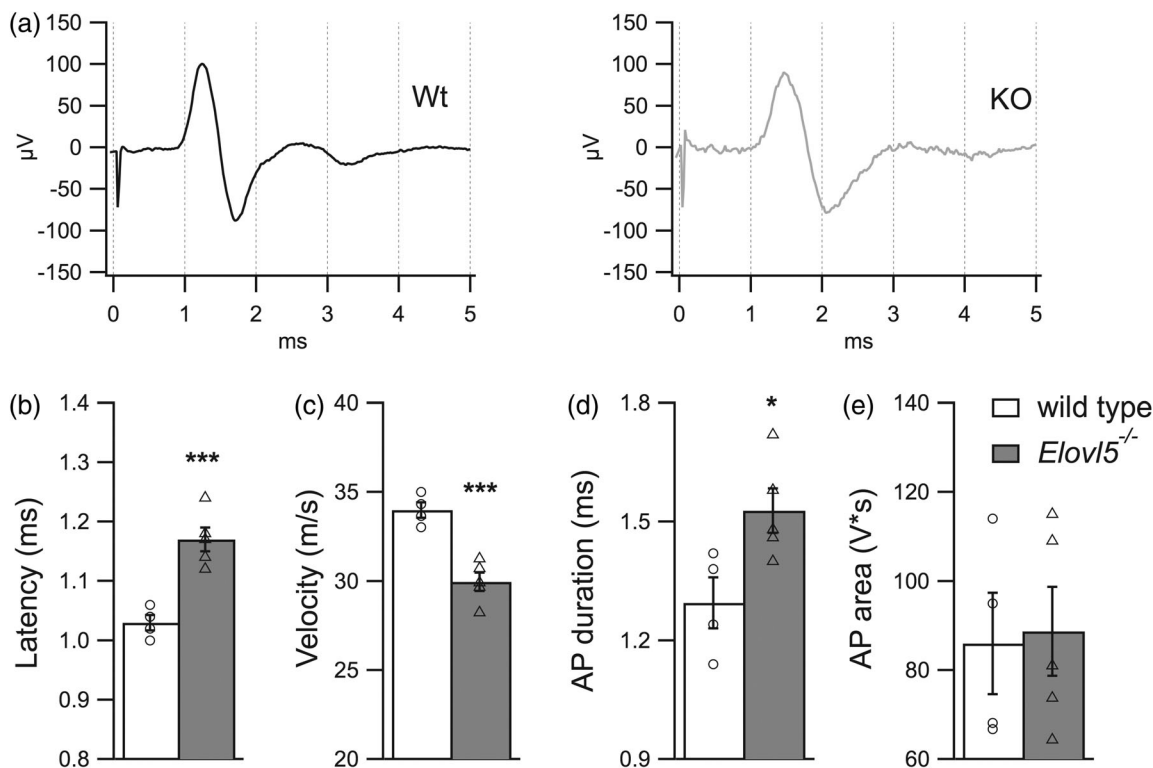 (a)
150
100
50
0
-50
-100
-150
µV
Wt
0 1 2 3 4 5
ms
150
100
50
0
-50
-100
-150
µV
KO
0 1 2 3 4 5
ms
(b)
1.4
1.3
1.2
1.1
1.0
0.9
0.8
Latency (ms)
***
(c)
40
35
30
25
20
Velocity (m/s)
***
(d)
1.8
1.5
1.2
0.9
AP duration (ms)
*
(e)
140
120
100
80
60
AP area (V*s)
wild type
Elovl5-/-